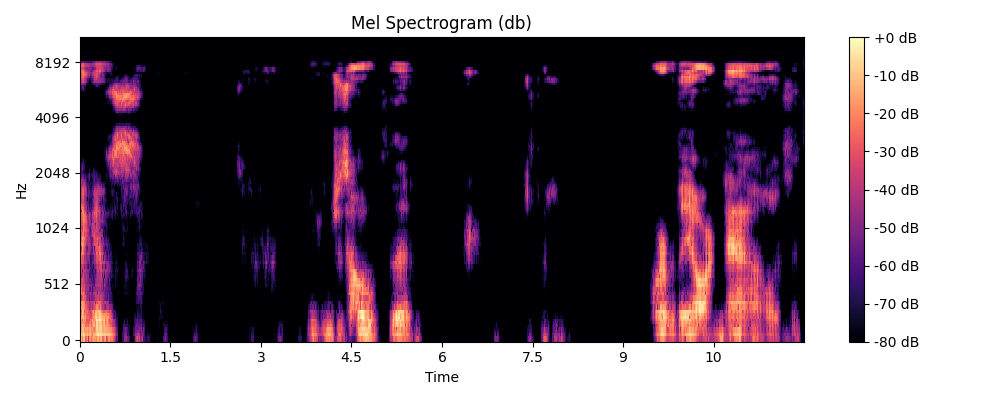 Mel Spectrogram (db)
8192
4096
2048
1024
512
0
Hz
0 1.5 3 4.5 6 7.5 9 10
Time
+0 dB
-10 dB
-20 dB
-30 dB
-40 dB
-50 dB
-60 dB
-70 dB
-80 dB